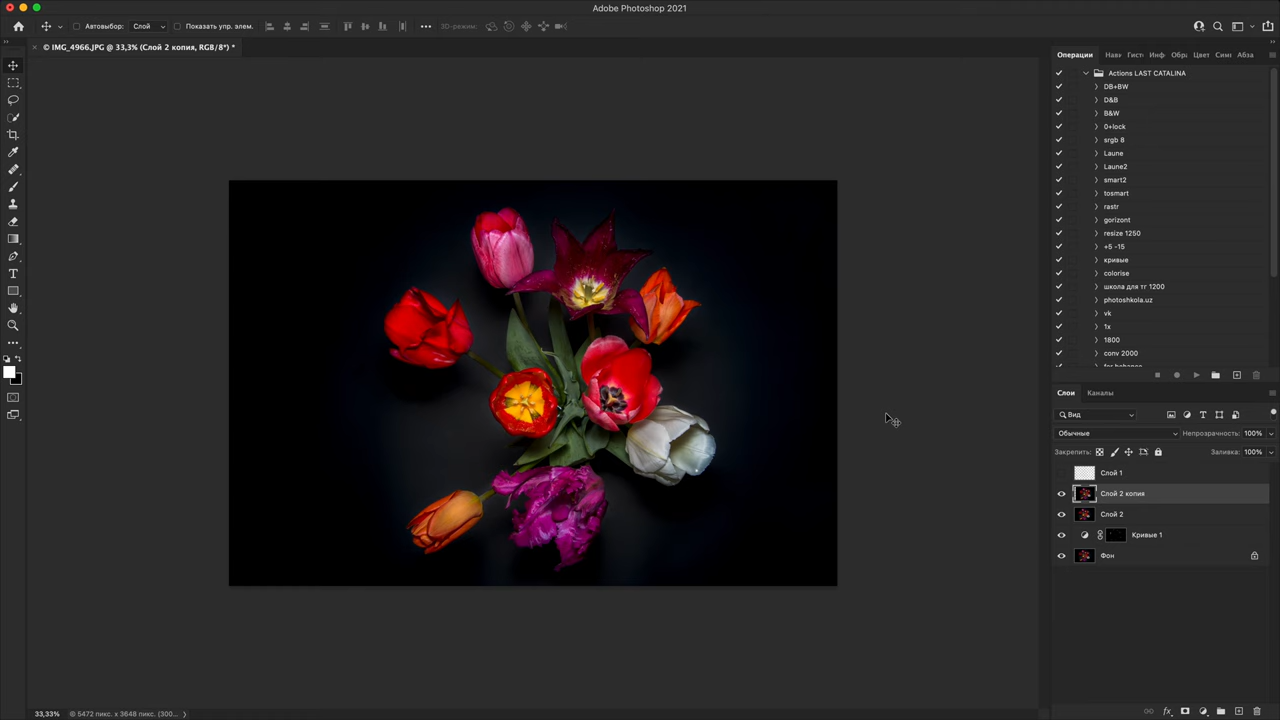 Adobe Photoshop 2021
Автовыбор: Слой Показать упр. элем. 3D-режим:
© IMG_4966.JPG @ 33,3% (Слой 2 копия, RGB/8*) *
Операции Нав Гист Инф Обра Цвет Сим Абза
Actions LAST CATALINA
DB+BW
D&B
B&W
0+lock
srgb 8
Laune
Laune2
smart2
tosmart
rastr
gorizont
resize 1250
+5 -15
кривые
colorise
школа для тг 1200
photoshkola.uz
vk
1x
1800
conv 2000
Слои Каналы
Вид
Обычные Непрозрачность: 100%
Закрепить: Заливка: 100%
Слой 1
Слой 2 копия
Слой 2
Кривые 1
Фон
33,33% 5472 пикс. x 3648 пикс. (300...